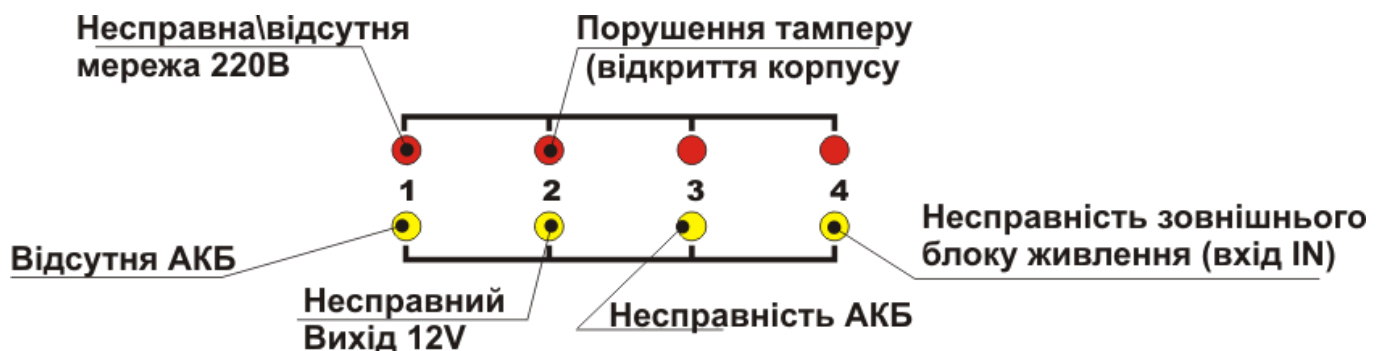 Несправна\відсутня
мережа 220В
Порушення тамперу
(відкриття корпусу
1 2 3 4
Відсутня АКБ
Несправний
Вихід 12V
Несправність АКБ
Несправність зовнішнього
блоку живлення (вхід IN)